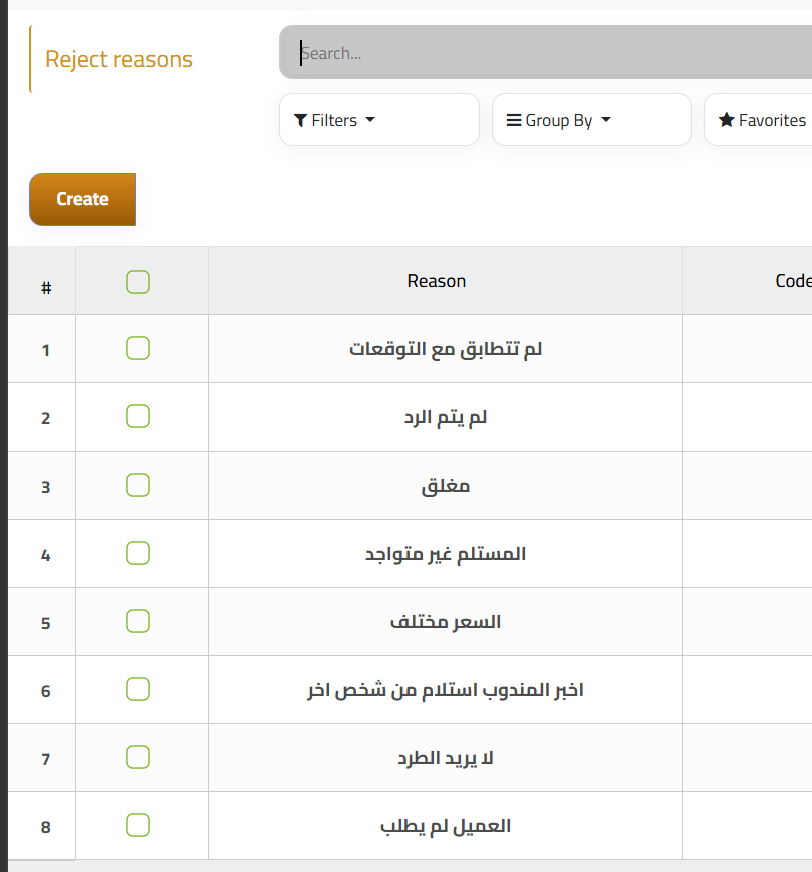 Reject reasons
Search...
Filters
Group By
Favorites
Create
# Reason Code
1 لم تتطابق مع التوقعات
2 لم يتم الرد
3 مغلق
4 المستلم غير متواجد
5 السعر مختلف
6 اخبر المندوب استلام من شخص اخر
7 لا يريد الطرد
8 العميل لم يطلب